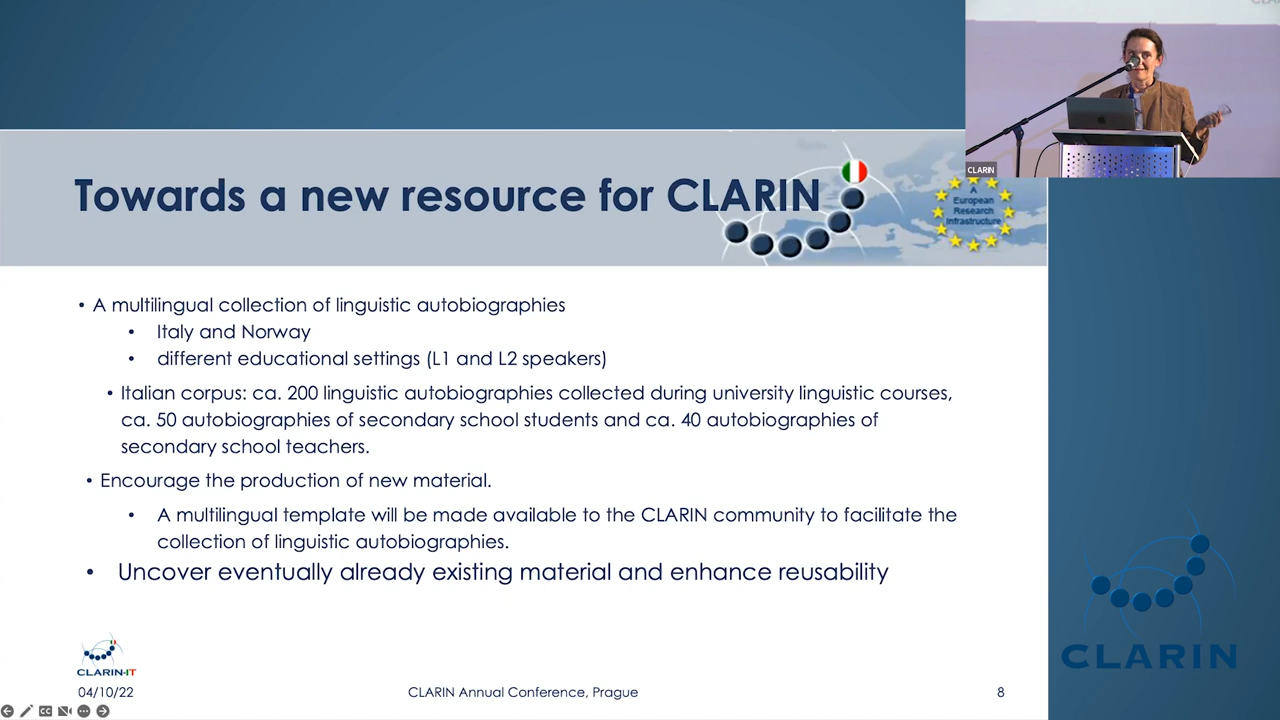 CLARIN
Towards a new resource for CLARIN
A
European
Research
Infrastructure
• A multilingual collection of linguistic autobiographies
• Italy and Norway
• different educational settings (L1 and L2 speakers)
• Italian corpus: ca. 200 linguistic autobiographies collected during university linguistic courses,
ca. 50 autobiographies of secondary school students and ca. 40 autobiographies of
secondary school teachers.
• Encourage the production of new material.
• A multilingual template will be made available to the CLARIN community to facilitate the
collection of linguistic autobiographies.
• Uncover eventually already existing material and enhance reusability
CLARIN
CLARIN-IT
04/10/22
CLARIN Annual Conference, Prague
8
CC